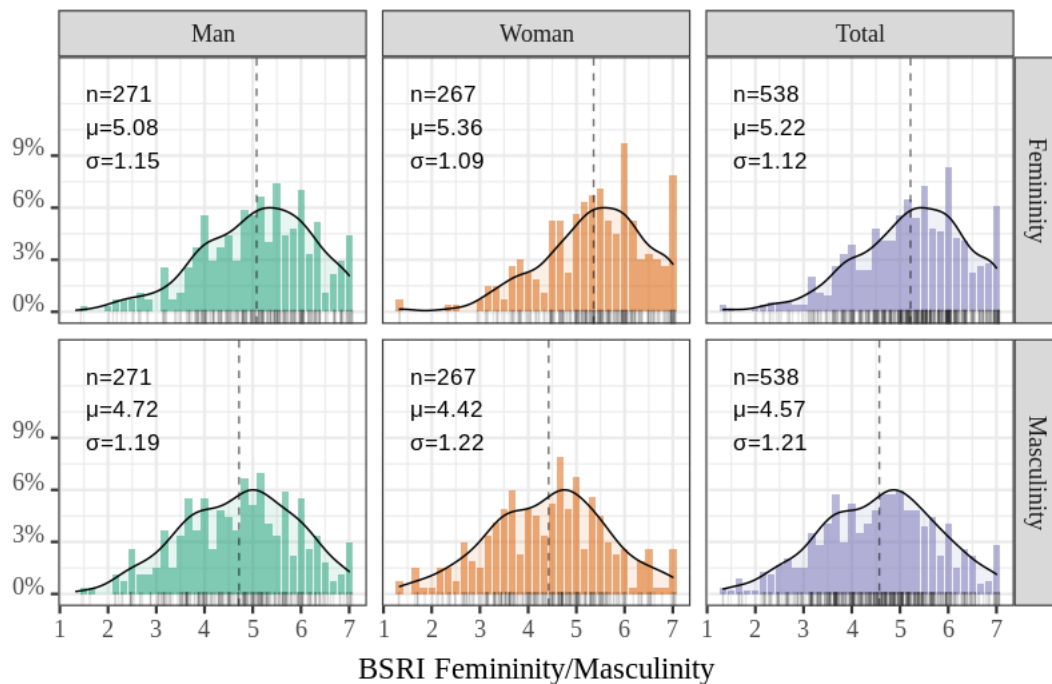 Man
Woman
Total
n=271
μ=5.08
σ=1.15
n=267
μ=5.36
σ=1.09
n=538
μ=5.22
σ=1.12
9%
6%
3%
0%
Femininity
n=271
μ=4.72
σ=1.19
n=267
μ=4.42
σ=1.22
n=538
μ=4.57
σ=1.21
9%
6%
3%
0%
Masculinity
1 2 3 4 5 6 7
1 2 3 4 5 6 7
1 2 3 4 5 6 7
BSRI Femininity/Masculinity